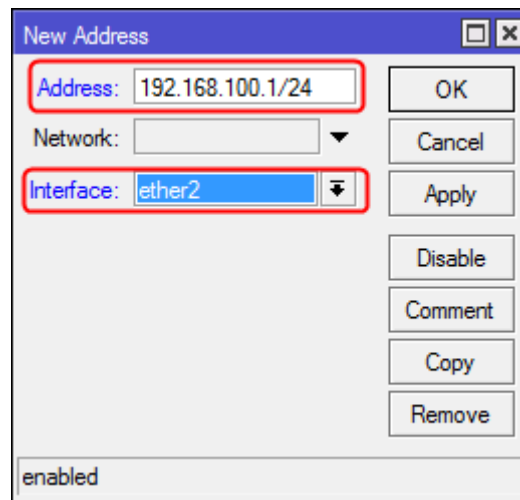 New Address
Address: 192.168.100.1/24
OK
Network:
Cancel
Interface: ether2
Apply
Disable
Comment
Copy
Remove
enabled